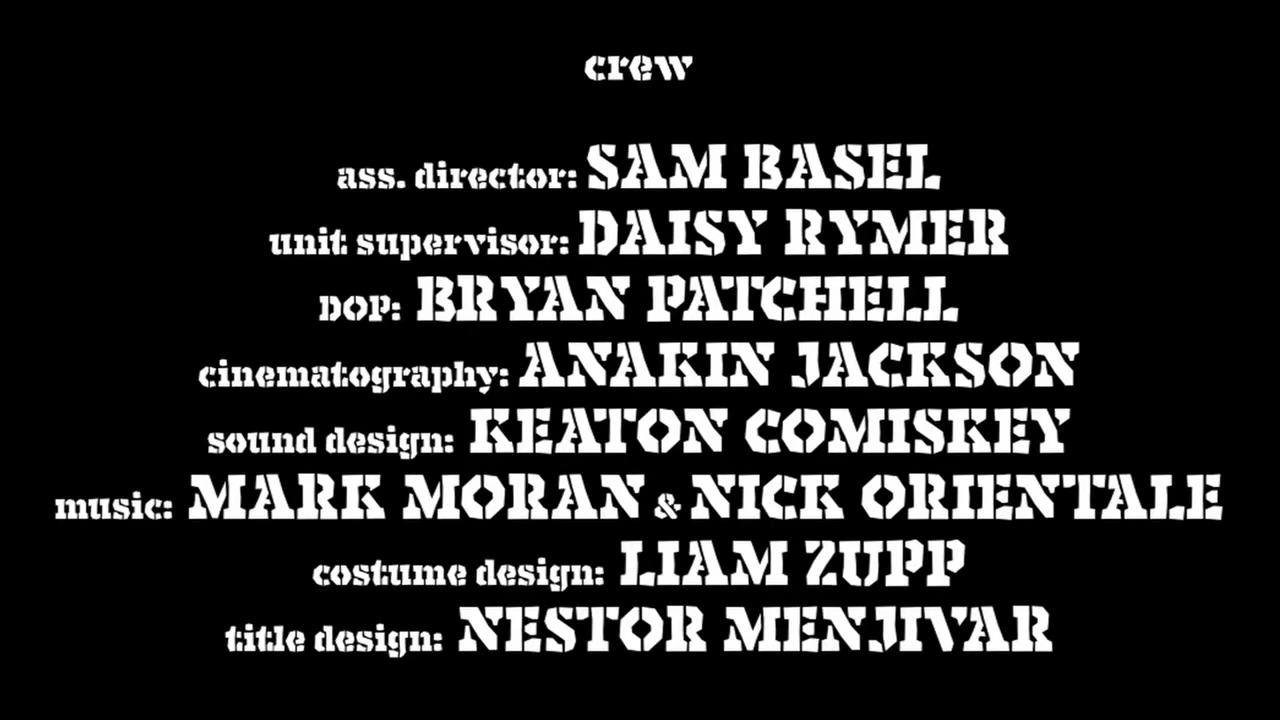 crew
ass. director: SAM BASEL
unit supervisor: DAISY RYMER
DOP: BRYAN PATCHELL
cinematography: ANAKIN JACKSON
sound design: KEATON COMISKEY
music: MARK MORAN & NICK ORIENTALE
costume design: LIAM ZUPP
title design: NESTOR MENJIVAR